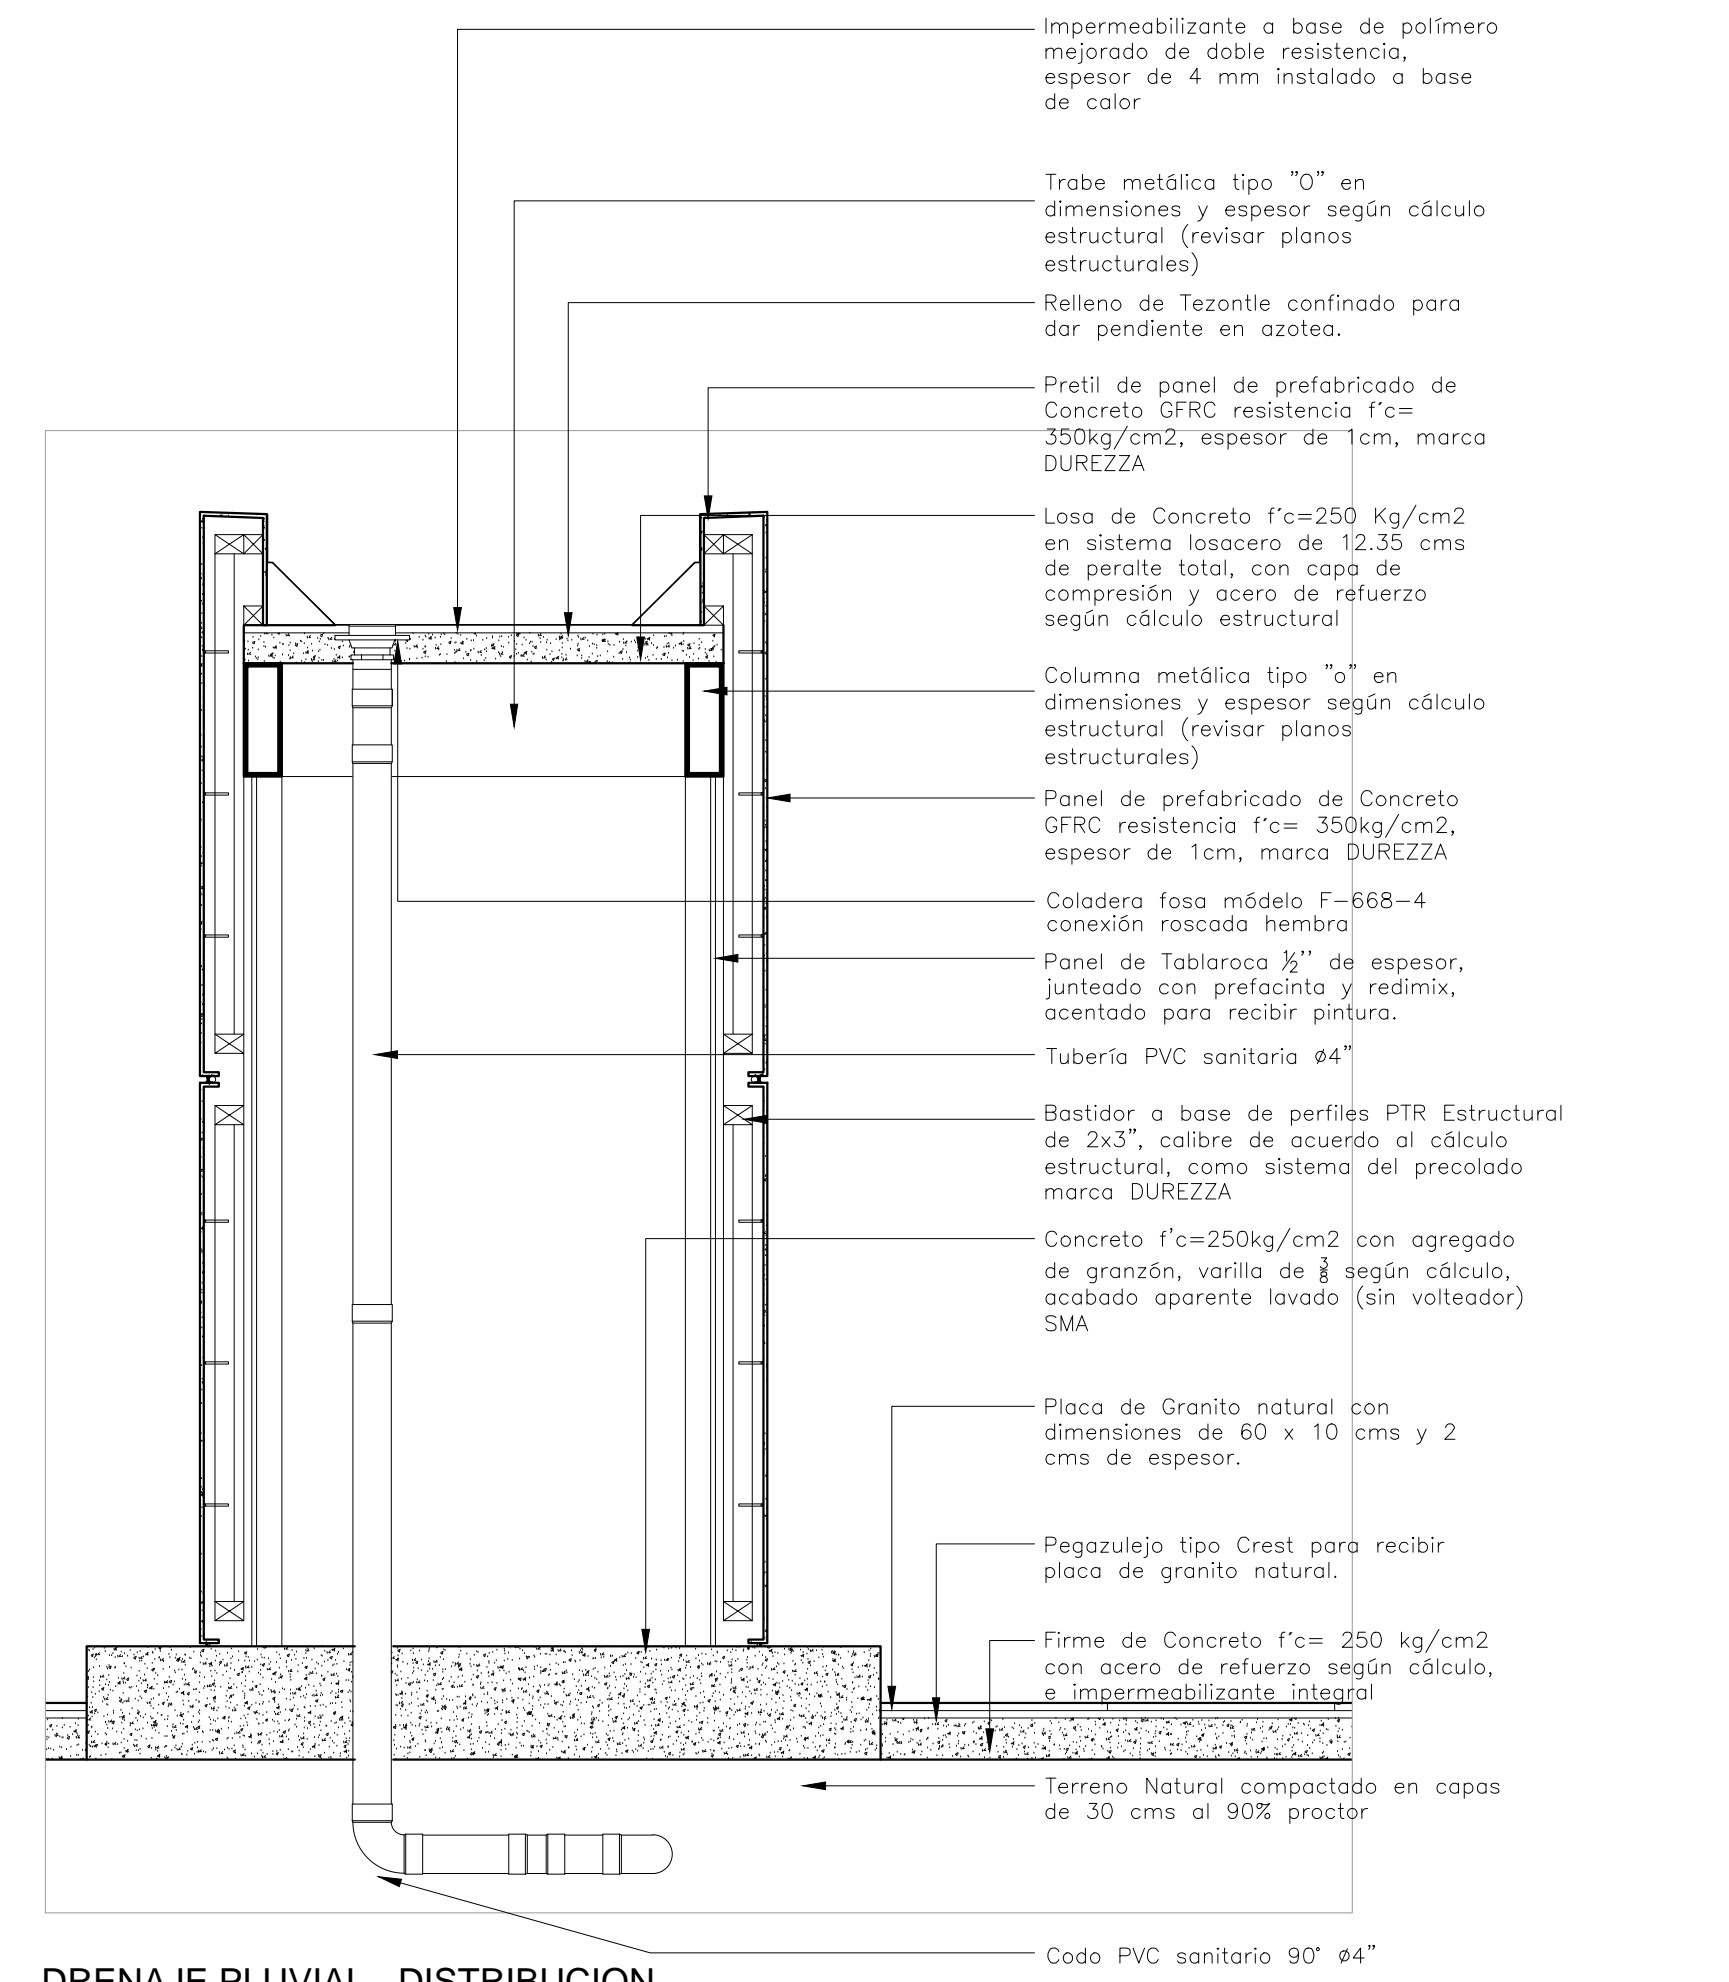 Impermeabilizante a base de polímero
mejorado de doble resistencia,
espesor de 4 mm instalado a base
de calor
Trabe metálica tipo "O" en
dimensiones y espesor según cálculo
estructural (revisar planos
estructurales)
Relleno de Tezontle confinado para
dar pendiente en azotea.
Pretil de panel de prefabricado de
Concreto GFRC resistencia f´c=
350kg/cm2, espesor de 1cm, marca
DUREZZA
Losa de Concreto f´c=250 Kg/cm2
en sistema losacero de 12.35 cms
de peralte total, con capa de
compresión y acero de refuerzo
según cálculo estructural
Columna metálica tipo "o" en
dimensiones y espesor según cálculo
estructural (revisar planos
estructurales)
Panel de prefabricado de Concreto
GFRC resistencia f´c= 350kg/cm2,
espesor de 1cm, marca DUREZZA
Coladera fosa módelo F-668-4
conexión roscada hembra
Panel de Tablaroca ½'' de espesor,
junteado con prefacinta y redimix,
acentado para recibir pintura.
Tubería PVC sanitaria ø4"
Bastidor a base de perfiles PTR Estructural
de 2x3", calibre de acuerdo al cálculo
estructural, como sistema del precolado
marca DUREZZA
Concreto f'c=250kg/cm2 con agregado
de granzón, varilla de ⅜ según cálculo,
acabado aparente lavado (sin volteador)
SMA
Placa de Granito natural con
dimensiones de 60 x 10 cms y 2
cms de espesor.
Pegazulejo tipo Crest para recibir
placa de granito natural.
Firme de Concreto f´c= 250 kg/cm2
con acero de refuerzo según cálculo,
e impermeabilizante integral
Terreno Natural compactado en capas
de 30 cms al 90% proctor
Codo PVC sanitario 90° ø4"
DRENAJE PLUVIAL - DISTRIBUCION